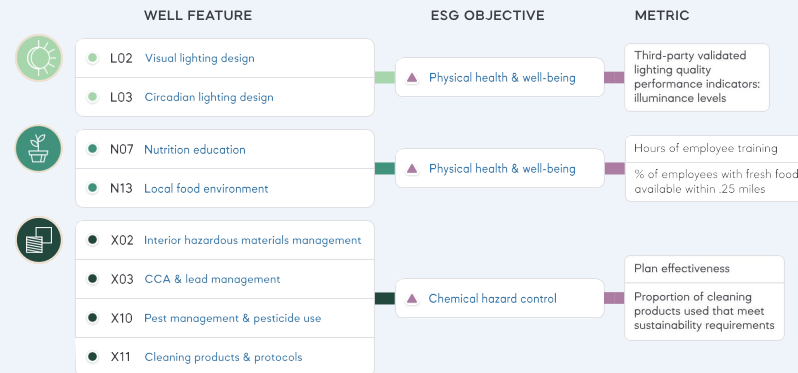 WELL FEATURE
ESG OBJECTIVE
METRIC
L02 Visual lighting design
L03 Circadian lighting design
Physical health & well-being
Third-party validated
lighting quality
performance indicators:
illuminance levels
N07 Nutrition education
N13 Local food environment
Physical health & well-being
Hours of employee training
% of employees with fresh food
available within .25 miles
X02 Interior hazardous materials management
X03 CCA & lead management
X10 Pest management & pesticide use
X11 Cleaning products & protocols
Chemical hazard control
Plan effectiveness
Proportion of cleaning
products used that meet
sustainability requirements